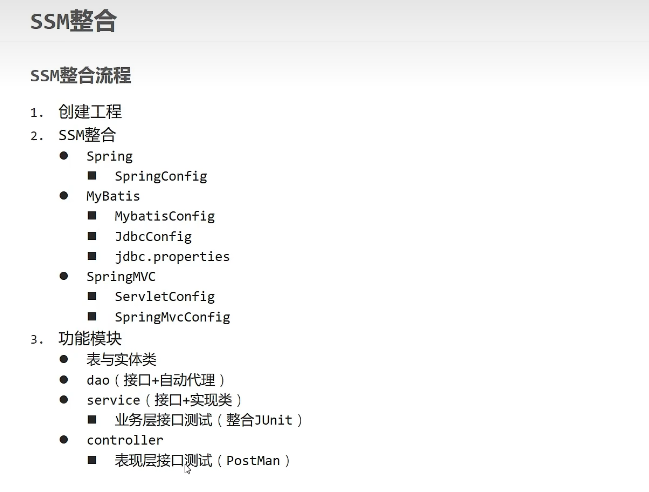 SSM整合
SSM整合流程
1. 创建工程
2. SSM整合
● Spring
■ SpringConfig
● MyBatis
■ MybatisConfig
■ JdbcConfig
■ jdbc.properties
● SpringMVC
■ ServletConfig
■ SpringMvcConfig
3. 功能模块
● 表与实体类
● dao（接口+自动代理）
● service（接口+实现类）
■ 业务层接口测试（整合JUnit）
● controller
■ 表现层接口测试（PostMan）